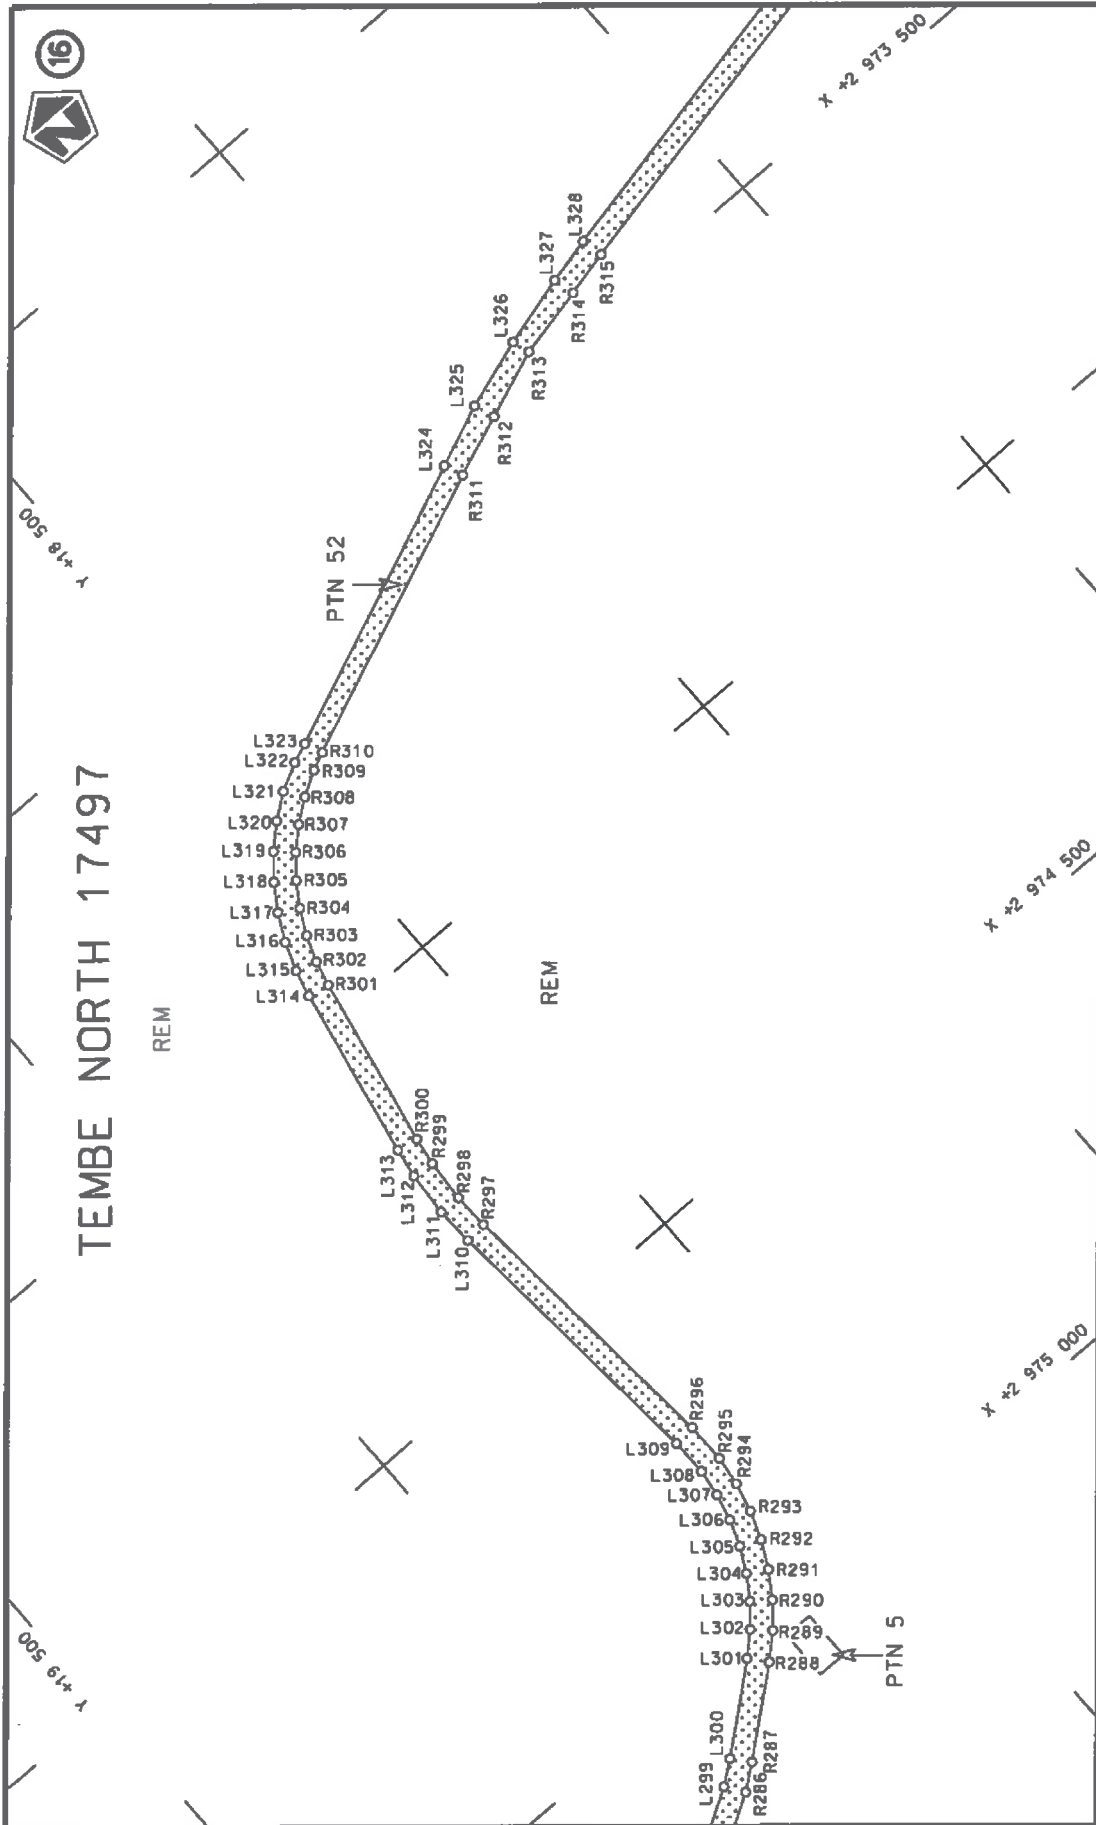 16
TEMBE NORTH 17497
REM
REM
PTN 52
PTN 5
Y +18 500
Y +19 500
X +2 973 500
X +2 974 500
X +2 975 000
L299
L300
L301
L302
L303
L304
L305
L306
L307
L308
L309
L310
L311
L312
L313
L314
L315
L316
L317
L318
L319
L320
L321
L322
L323
L324
L325
L326
L327
L328
R286
R287
R288
R289
R290
R291
R292
R293
R294
R295
R296
R297
R298
R299
R300
R301
R302
R303
R304
R305
R306
R307
R308
R309
R310
R311
R312
R313
R314
R315